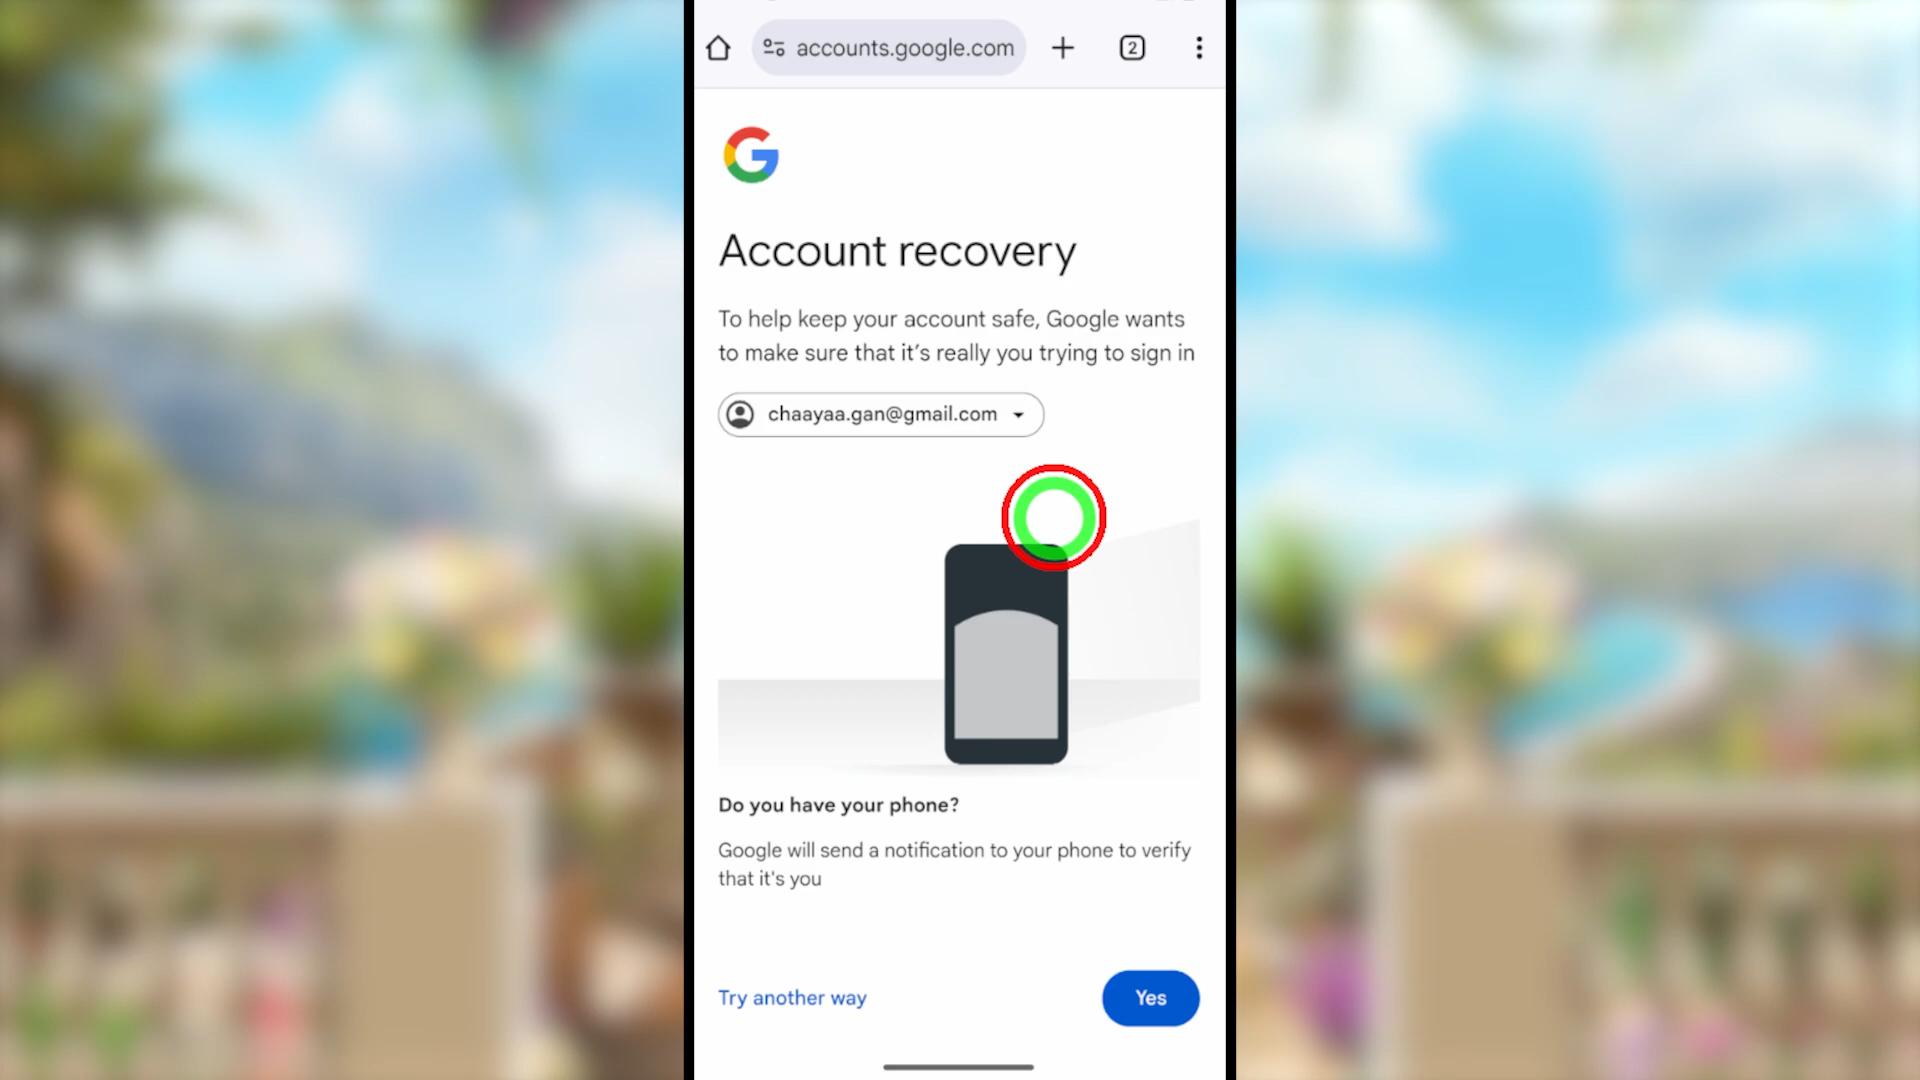 accounts.google.com
2
Account recovery
To help keep your account safe, Google wants
to make sure that it’s really you trying to sign in
chaayaa.gan@gmail.com
Do you have your phone?
Google will send a notification to your phone to verify
that it's you
Try another way
Yes